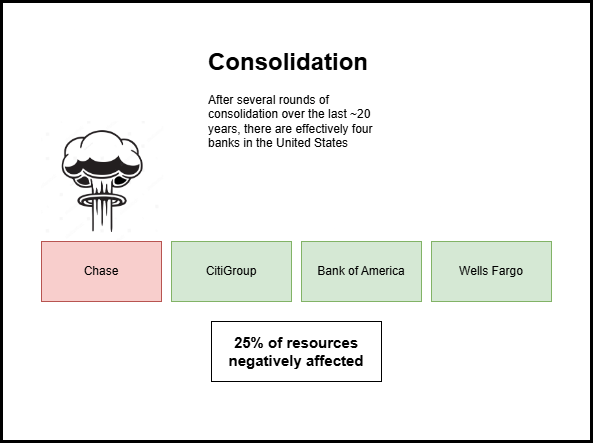 Consolidation
After several rounds of
consolidation over the last ~20
years, there are effectively four
banks in the United States
Chase
CitiGroup
Bank of America
Wells Fargo
25% of resources
negatively affected